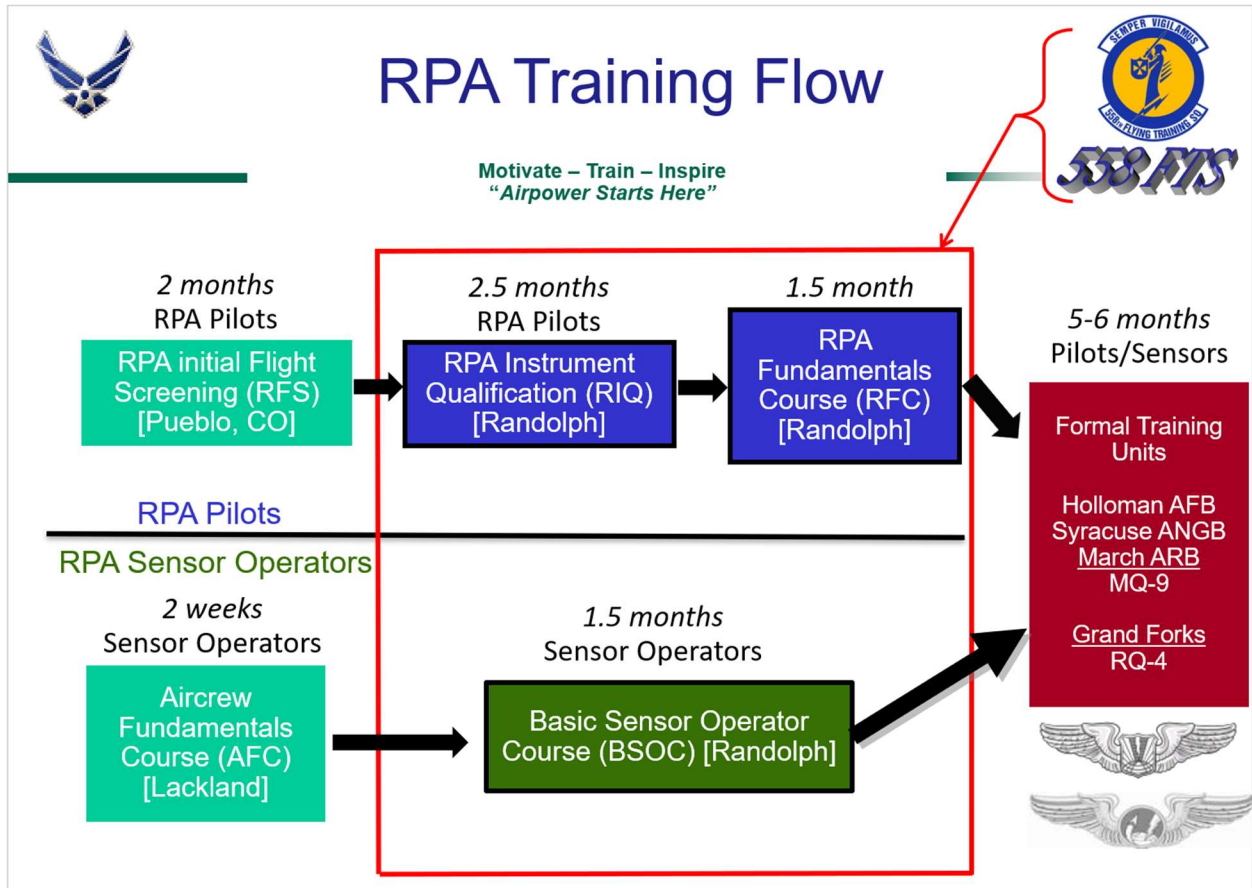 RPA Training Flow
SEMPER VIGILAMUS
558TH FLYING TRAINING SQ
558 FTS
Motivate – Train – Inspire
“Airpower Starts Here”
2 months
RPA Pilots
RPA initial Flight
Screening (RFS)
[Pueblo, CO]
2.5 months
RPA Pilots
RPA Instrument
Qualification (RIQ)
[Randolph]
1.5 month
RPA
Fundamentals
Course (RFC)
[Randolph]
5-6 months
Pilots/Sensors
Formal Training
Units
Holloman AFB
Syracuse ANGB
March ARB
MQ-9
Grand Forks
RQ-4
RPA Pilots
RPA Sensor Operators
2 weeks
Sensor Operators
Aircrew
Fundamentals
Course (AFC)
[Lackland]
1.5 months
Sensor Operators
Basic Sensor Operator
Course (BSOC) [Randolph]